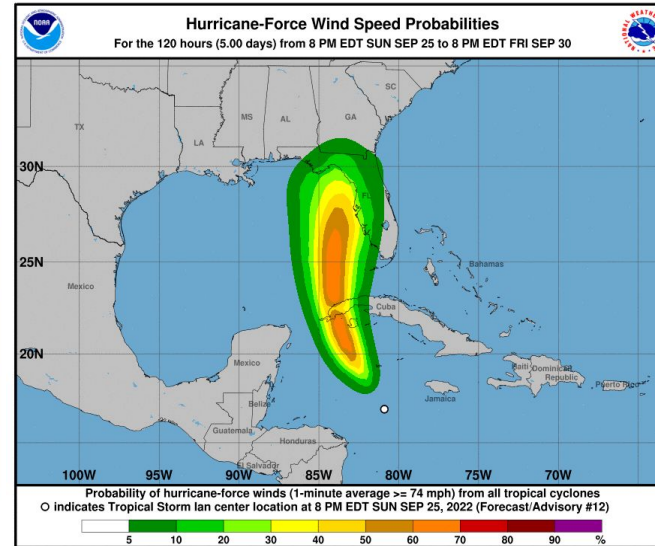 NOAA
Hurricane-Force Wind Speed Probabilities
For the 120 hours (5.00 days) from 8 PM EDT SUN SEP 25 to 8 PM EDT FRI SEP 30
SC
TX
MS
AL
GA
LA
30N
FL
25N
Mexico
Bahamas
Cuba
20N
Mexico
Haiti
Dominican
Republic
Puerto Rico
Jamaica
Belize
Guatemala
Honduras
El Salvador
100W 95W 90W 85W 80W 75W 70W
Probability of hurricane-force winds (1-minute average >= 74 mph) from all tropical cyclones
O indicates Tropical Storm Ian center location at 8 PM EDT SUN SEP 25, 2022 (Forecast/Advisory #12)
5 10 20 30 40 50 60 70 80 90 %